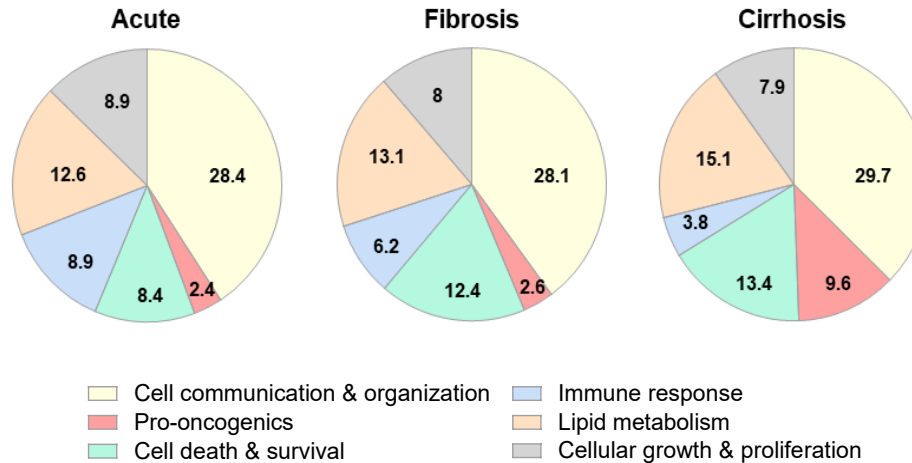 Acute Fibrosis Cirrhosis
8.9 28.4 12.6 8.9 8.4 2.4
8 28.1 13.1 6.2 12.4 2.6
7.9 29.7 15.1 3.8 13.4 9.6
Cell communication & organization
Pro-oncogenics
Cell death & survival
Immune response
Lipid metabolism
Cellular growth & proliferation